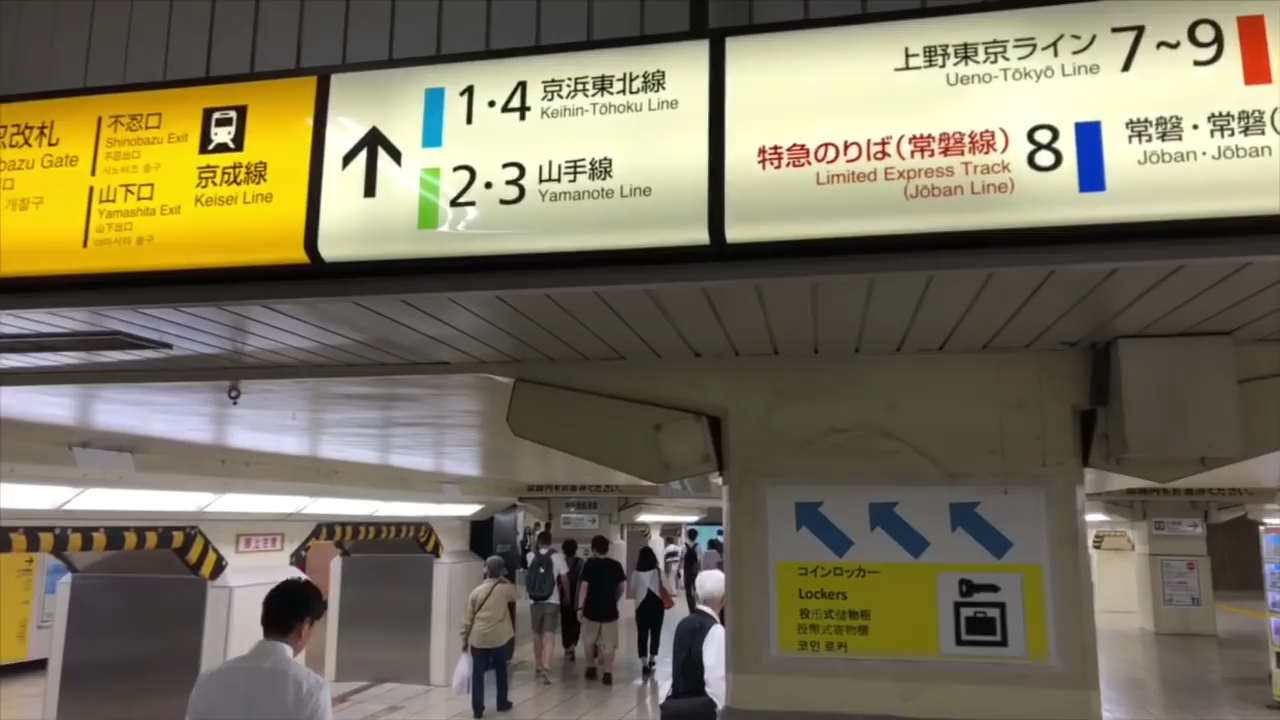 改札
bazu Gate
不忍口
Shinobazu Exit
不忍出口
시노바즈 출구
山下口
Yamashita Exit
山下出口
야마시타 출구
京成線
Keisei Line
1・4 京浜東北線
Keihin-Tōhoku Line
2・3 山手線
Yamanote Line
上野東京ライン 7~9
Ueno-Tōkyō Line
特急のりば(常磐線) 8
Limited Express Track
(Jōban Line)
常磐・常磐(
Jōban・Jōban
頭上注意
コインロッカー
Lockers
投币式储物柜
投幣式寄物櫃
코인 로커